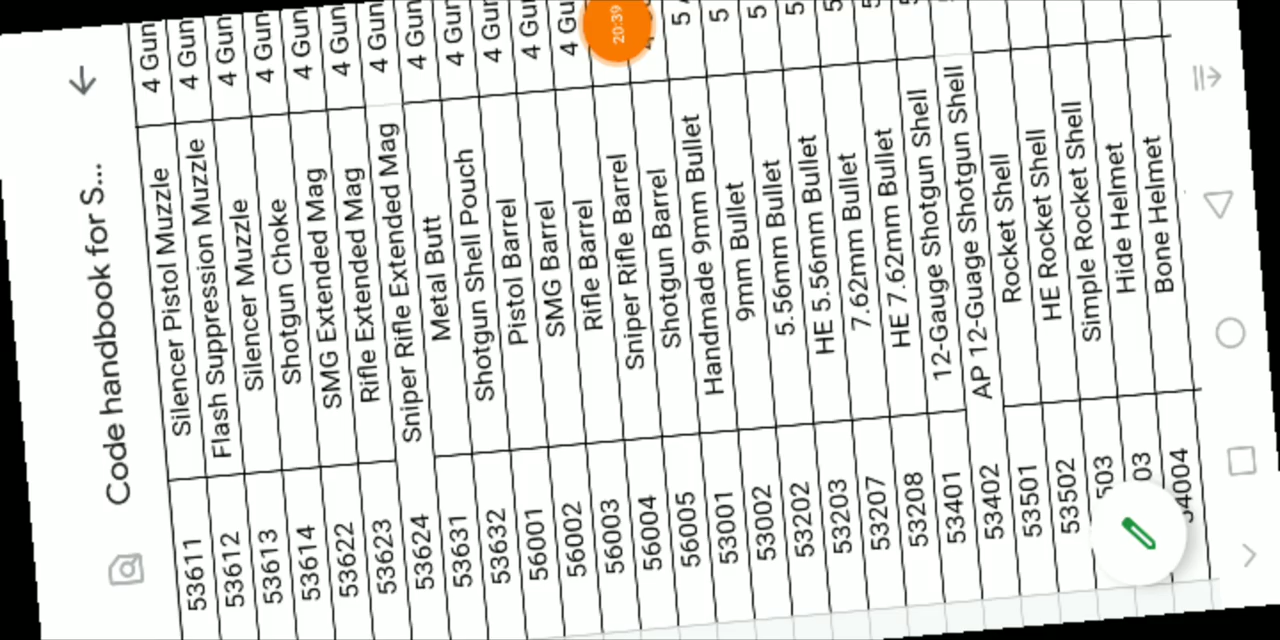 Code handbook for S...
20:39
53611 Silencer Pistol Muzzle 4 Gun
53612 Flash Suppression Muzzle 4 Gun
53613 Silencer Muzzle 4 Gun
53614 Shotgun Choke 4 Gun
53622 SMG Extended Mag 4 Gun
53623 Rifle Extended Mag 4 Gun
53624 Sniper Rifle Extended Mag 4 Gun
53631 Metal Butt 4 Gun
53632 Shotgun Shell Pouch 4 Gun
56001 Pistol Barrel 4 Gun
56002 SMG Barrel 4 Gu
56003 Rifle Barrel
56004 Sniper Rifle Barrel
56005 Shotgun Barrel 5
53001 Handmade 9mm Bullet 5
53002 9mm Bullet 5
53202 5.56mm Bullet 5
53203 HE 5.56mm Bullet 5
53207 7.62mm Bullet
53208 HE 7.62mm Bullet
53401 12-Gauge Shotgun Shell
53402 AP 12-Guage Shotgun Shell
53501 Rocket Shell
53502 HE Rocket Shell
503 Simple Rocket Shell
03 Hide Helmet
4004 Bone Helmet